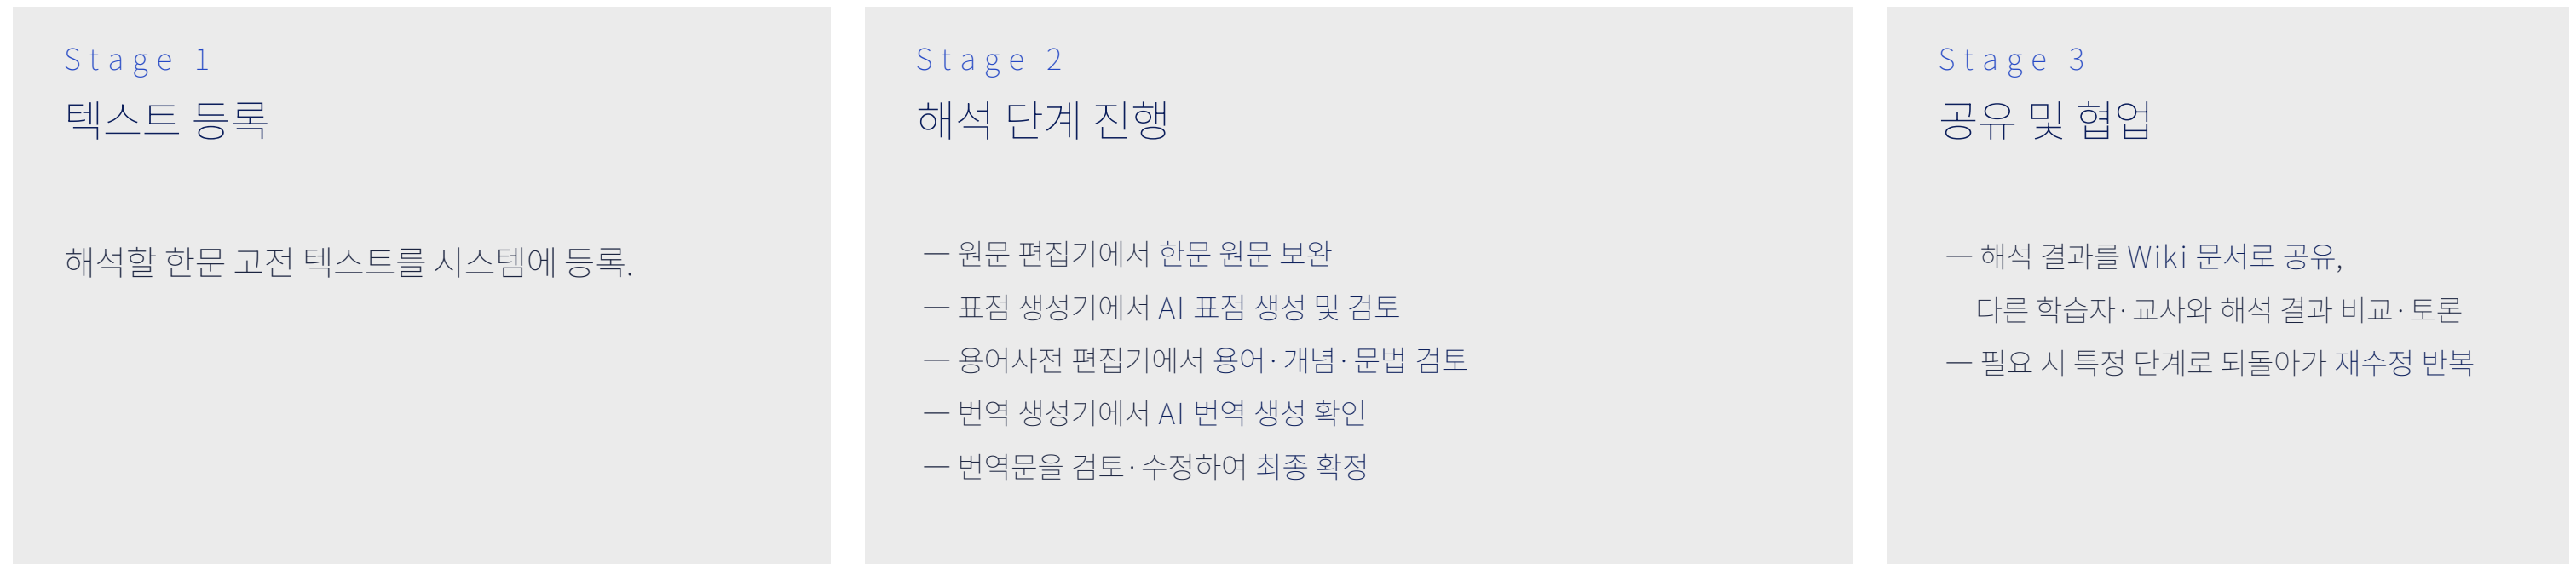 Stage 1
텍스트 등록
해석할 한문 고전 텍스트를 시스템에 등록.
Stage 2
해석 단계 진행
— 원문 편집기에서 한문 원문 보완
— 표점 생성기에서 AI 표점 생성 및 검토
— 용어사전 편집기에서 용어·개념·문법 검토
— 번역 생성기에서 AI 번역 생성 확인
— 번역문을 검토·수정하여 최종 확정
Stage 3
공유 및 협업
— 해석 결과를 Wiki 문서로 공유,
다른 학습자·교사와 해석 결과 비교·토론
— 필요 시 특정 단계로 되돌아가 재수정 반복